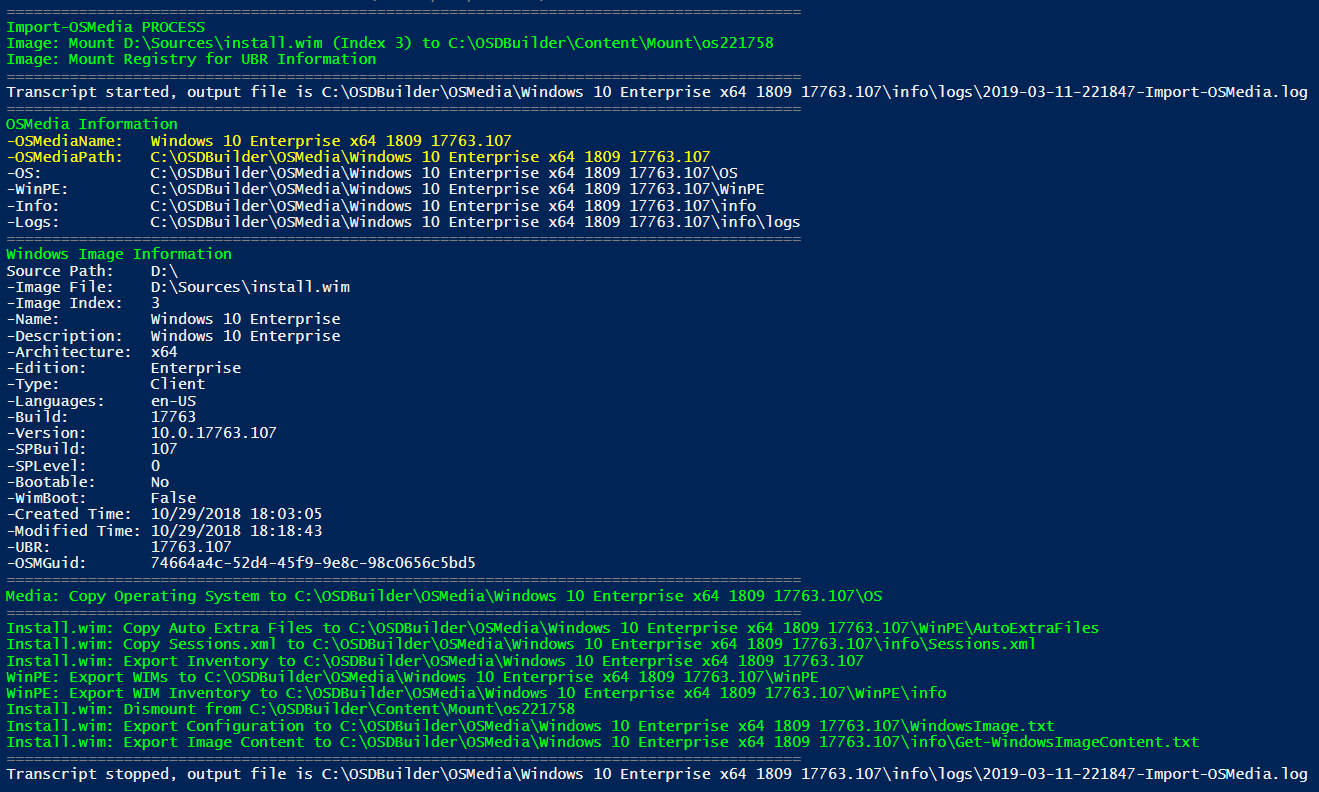 ================================================================================
Import-OSMedia PROCESS
Image: Mount D:\Sources\install.wim (Index 3) to C:\OSDBuilder\Content\Mount\os221758
Image: Mount Registry for UBR Information
================================================================================
Transcript started, output file is C:\OSDBuilder\OSMedia\Windows 10 Enterprise x64 1809 17763.107\info\logs\2019-03-11-221847-Import-OSMedia.log
================================================================================
OSMedia Information
-OSMediaName:   Windows 10 Enterprise x64 1809 17763.107
-OSMediaPath:   C:\OSDBuilder\OSMedia\Windows 10 Enterprise x64 1809 17763.107
-OS:            C:\OSDBuilder\OSMedia\Windows 10 Enterprise x64 1809 17763.107\OS
-WinPE:         C:\OSDBuilder\OSMedia\Windows 10 Enterprise x64 1809 17763.107\WinPE
-Info:          C:\OSDBuilder\OSMedia\Windows 10 Enterprise x64 1809 17763.107\info
-Logs:          C:\OSDBuilder\OSMedia\Windows 10 Enterprise x64 1809 17763.107\info\logs
================================================================================
Windows Image Information
Source Path:    D:\
-Image File:    D:\Sources\install.wim
-Image Index:   3
-Name:          Windows 10 Enterprise
-Description:   Windows 10 Enterprise
-Architecture:  x64
-Edition:       Enterprise
-Type:          Client
-Languages:     en-US
-Build:         17763
-Version:       10.0.17763.107
-SPBuild:       107
-SPLevel:       0
-Bootable:      No
-WimBoot:       False
-Created Time:  10/29/2018 18:03:05
-Modified Time: 10/29/2018 18:18:43
-UBR:           17763.107
-OSMGuid:       74664a4c-52d4-45f9-9e8c-98c0656c5bd5
================================================================================
Media: Copy Operating System to C:\OSDBuilder\OSMedia\Windows 10 Enterprise x64 1809 17763.107\OS
================================================================================
Install.wim: Copy Auto Extra Files to C:\OSDBuilder\OSMedia\Windows 10 Enterprise x64 1809 17763.107\WinPE\AutoExtraFiles
Install.wim: Copy Sessions.xml to C:\OSDBuilder\OSMedia\Windows 10 Enterprise x64 1809 17763.107\info\Sessions.xml
Install.wim: Export Inventory to C:\OSDBuilder\OSMedia\Windows 10 Enterprise x64 1809 17763.107
WinPE: Export WIMs to C:\OSDBuilder\OSMedia\Windows 10 Enterprise x64 1809 17763.107\WinPE
WinPE: Export WIM Inventory to C:\OSDBuilder\OSMedia\Windows 10 Enterprise x64 1809 17763.107\WinPE\info
Install.wim: Dismount from C:\OSDBuilder\Content\Mount\os221758
Install.wim: Export Configuration to C:\OSDBuilder\OSMedia\Windows 10 Enterprise x64 1809 17763.107\WindowsImage.txt
Install.wim: Export Image Content to C:\OSDBuilder\OSMedia\Windows 10 Enterprise x64 1809 17763.107\info\Get-WindowsImageContent.txt
================================================================================
Transcript stopped, output file is C:\OSDBuilder\OSMedia\Windows 10 Enterprise x64 1809 17763.107\info\logs\2019-03-11-221847-Import-OSMedia.log